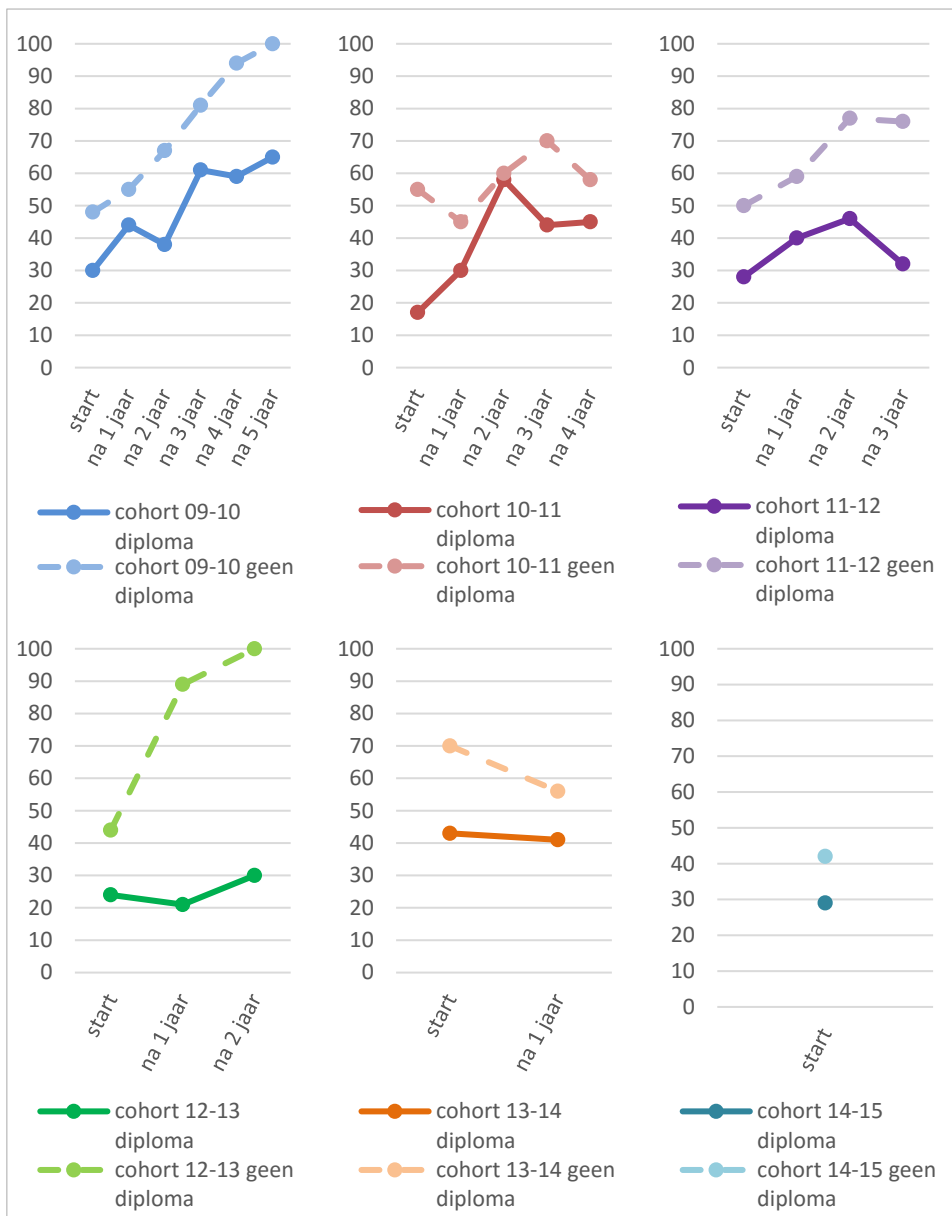 100
90
80
70
60
50
40
30
20
10
0
start
na 1 jaar
na 2 jaar
na 3 jaar
na 4 jaar
na 5 jaar
cohort 09-10
diploma
cohort 09-10 geen
diploma
100
90
80
70
60
50
40
30
20
10
0
start
na 1 jaar
na 2 jaar
na 3 jaar
na 4 jaar
cohort 10-11
diploma
cohort 10-11 geen
diploma
100
90
80
70
60
50
40
30
20
10
0
start
na 1 jaar
na 2 jaar
na 3 jaar
cohort 11-12
diploma
cohort 11-12 geen
diploma
100
90
80
70
60
50
40
30
20
10
0
start
na 1 jaar
na 2 jaar
cohort 12-13
diploma
cohort 12-13 geen
diploma
100
90
80
70
60
50
40
30
20
10
0
start
na 1 jaar
cohort 13-14
diploma
cohort 13-14 geen
diploma
100
90
80
70
60
50
40
30
20
10
0
start
cohort 14-15
diploma
cohort 14-15 geen
diploma